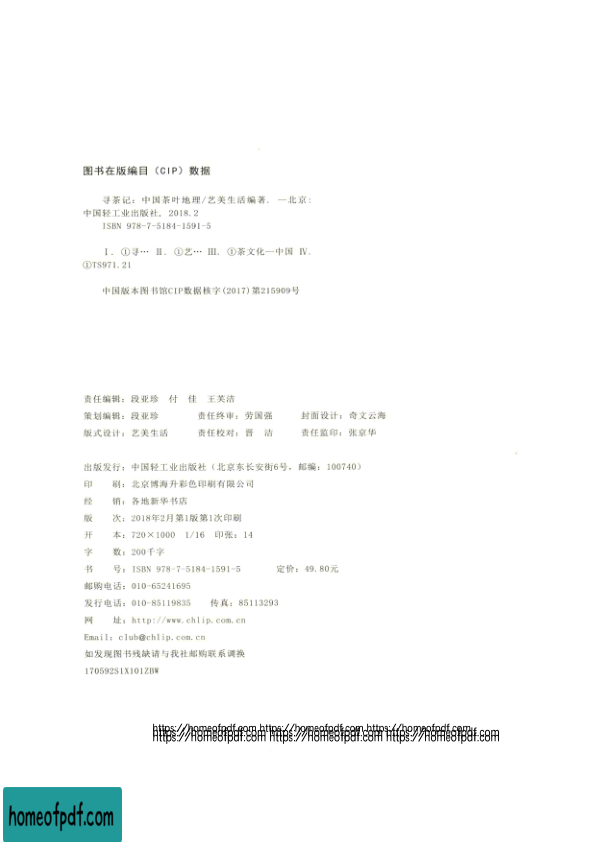 图书在版编目（CIP）数据
寻茶记：中国茶叶地理/艺美生活编著. —北京：
中国轻工业出版社，2018.2
ISBN 978-7-5184-1591-5
Ⅰ. ①寻… Ⅱ. ①艺… Ⅲ. ①茶文化—中国 Ⅳ.
①TS971.21
中国版本图书馆CIP数据核字(2017)第215909号
责任编辑：段亚珍 付 佳 王芙洁
策划编辑：段亚珍 责任终审：劳国强 封面设计：奇文云海
版式设计：艺美生活 责任校对：晋 洁 责任监印：张京华
出版发行：中国轻工业出版社（北京东长安街6号，邮编：100740）
印 刷：北京博海升彩色印刷有限公司
经 销：各地新华书店
版 次：2018年2月第1版第1次印刷
开 本：720×1000 1/16 印张：14
字 数：200千字
书 号：ISBN 978-7-5184-1591-5 定价：49.80元
邮购电话：010-65241695
发行电话：010-85119835 传真：85113293
网 址：http://www.chlip.com.cn
Email：club@chlip.com.cn
如发现图书残缺请与我社邮购联系调换
170592S1X101ZBW
https://homeofpdf.com https://homeofpdf.com https://homeofpdf.com
https://homeofpdf.com https://homeofpdf.com https://homeofpdf.com
homeofpdf.com